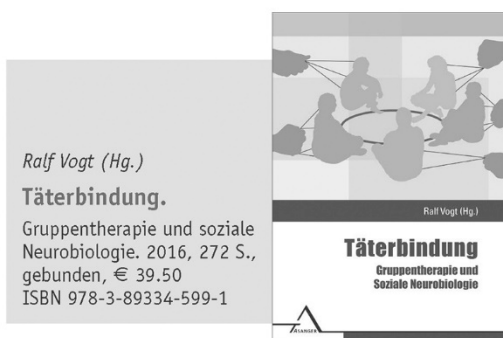 Ralf Vogt (Hg.)
Täterbindung.
Gruppentherapie und soziale
Neurobiologie. 2016, 272 S.,
gebunden, € 39.50
ISBN 978-3-89334-599-1
Ralf Vogt (Hg.)
Täterbindung
Gruppentherapie und
Soziale Neurobiologie